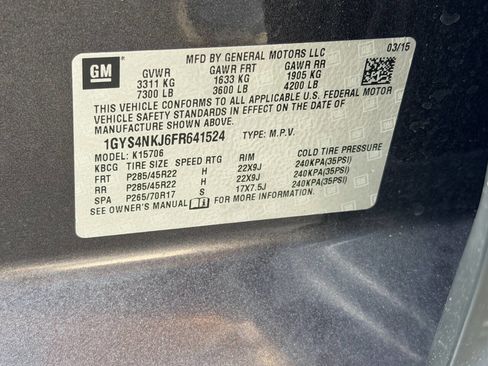 GM
MFD BY GENERAL MOTORS LLC
03/15
GVWR GAWR FRT GAWR RR
3311 KG 1633 KG 1905 KG
7300 LB 3600 LB 4200 LB
THIS VEHICLE CONFORMS TO ALL APPLICABLE U.S. FEDERAL MOTOR
VEHICLE SAFETY AND THEFT PREVENTION STANDARDS IN EFFECT ON
THE DATE OF MANUFACTURE SHOWN ABOVE.
1GYS4NKJ6FR641524 TYPE: M.P.V.
MODEL: K15706
KBCG TIRE SIZE SPEED RTG RIM COLD TIRE PRESSURE
FRT P285/45R22 H 22X9J 240KPA(35PSI)
RR P285/45R22 H 22X9J 240KPA(35PSI)
SPA P265/70R17 S 17X7.5J 240KPA(35PSI)
SEE OWNER'S MANUAL FOR MORE INFORMATION.